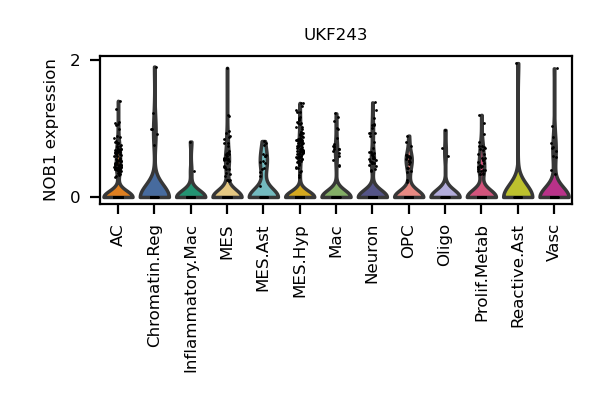 UKF243
NOB1 expression
2
0
AC
Chromatin.Reg
Inflammatory.Mac
MES
MES.Ast
MES.Hyp
Mac
Neuron
OPC
Oligo
Prolif.Metab
Reactive.Ast
Vasc